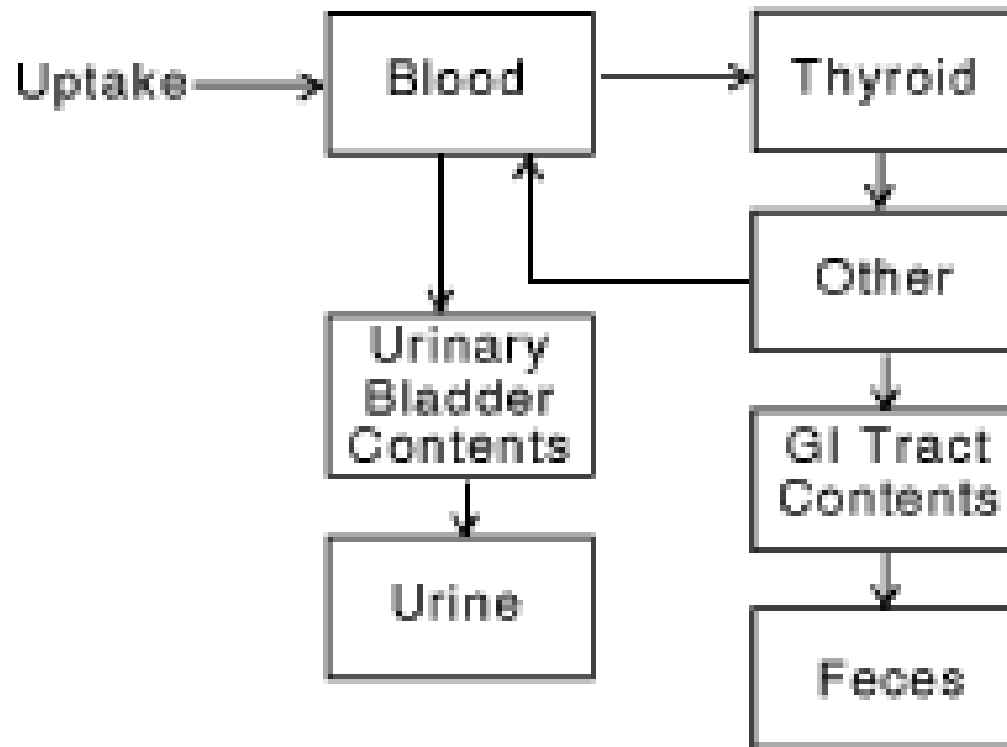 Uptake
Blood
Thyroid
Other
Urinary
Bladder
Contents
GI Tract
Contents
Urine
Feces